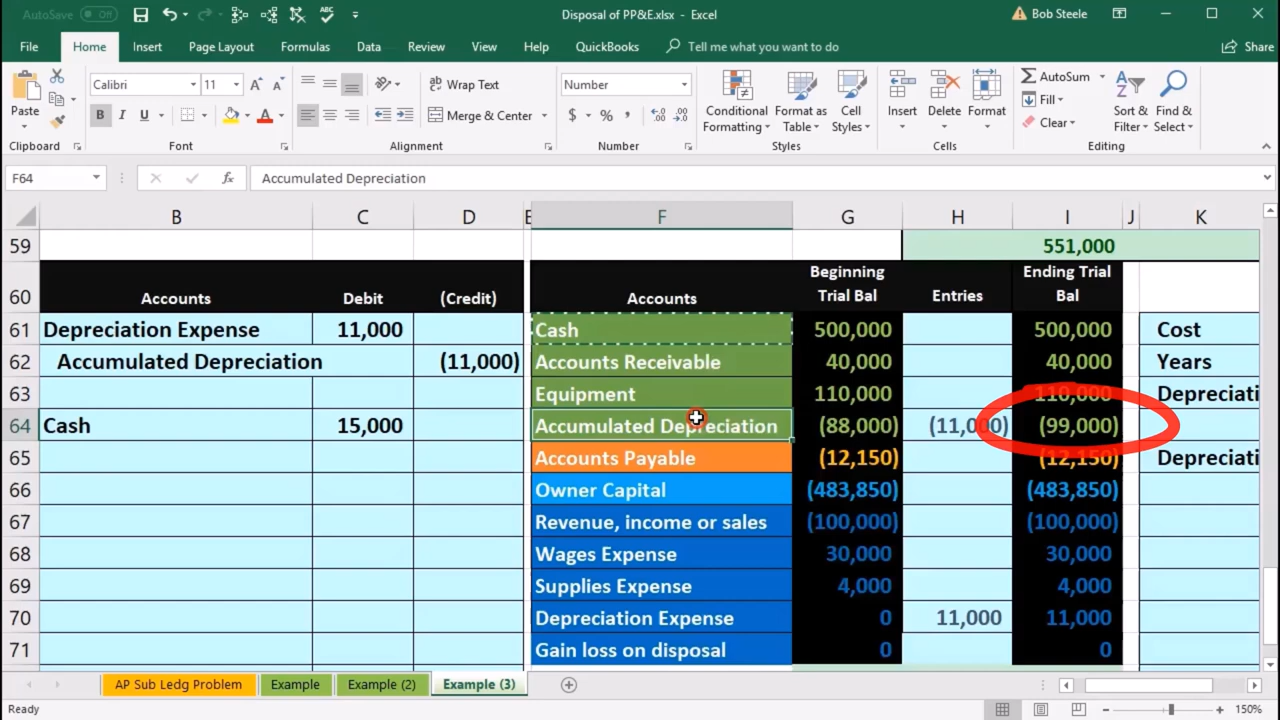 AutoSave Off Disposal of PP&E.xlsx - Excel Bob Steele
File Home Insert Page Layout Formulas Data Review View Help QuickBooks Tell me what you want to do Share
Paste Calibri 11 Wrap Text Number AutoSum
B I U Merge & Center $ % Conditional Formatting Format as Table Cell Styles Insert Delete Format Fill Clear Sort & Filter Find & Select
Clipboard Font Alignment Number Styles Cells Editing
F64 fx Accumulated Depreciation
B C D E F G H I J K
59 551,000
60 Accounts Debit (Credit) Accounts Beginning Trial Bal Entries Ending Trial Bal
61 Depreciation Expense 11,000 Cash 500,000 500,000 Cost
62 Accumulated Depreciation (11,000) Accounts Receivable 40,000 40,000 Years
63 Equipment 110,000 110,000 Depreciati
64 Cash 15,000 Accumulated Depreciation (88,000) (11,000) (99,000)
65 Accounts Payable (12,150) (12,150) Depreciati
66 Owner Capital (483,850) (483,850)
67 Revenue, income or sales (100,000) (100,000)
68 Wages Expense 30,000 30,000
69 Supplies Expense 4,000 4,000
70 Depreciation Expense 0 11,000 11,000
71 Gain loss on disposal 0 0
AP Sub Ledg Problem Example Example (2) Example (3)
Ready 150%